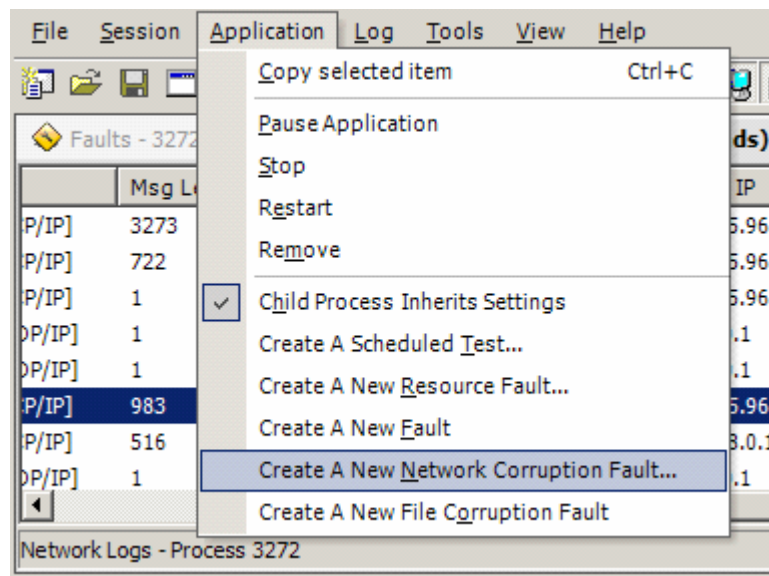 File Session Application Log Tools View Help
Copy selected item Ctrl+C
Faults - 3272 Pause Application ds)
Stop
Msg L IP
Restart
P/IP] 3273 5.96
Remove
P/IP] 722 5.96
P/IP] 1 Child Process Inherits Settings 5.96
P/IP] 1 Create A Scheduled Test... .1
P/IP] 1 Create A New Resource Fault... .1
P/IP] 983 5.96
P/IP] 516 Create A New Fault 3.0.1
P/IP] 1 Create A New Network Corruption Fault... .1
Create A New File Corruption Fault
Network Logs - Process 3272